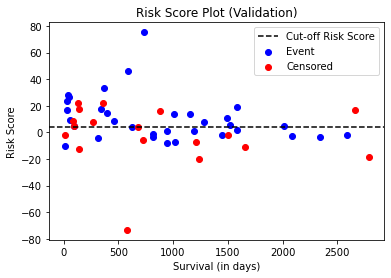 Risk Score Plot (Validation)
80
60
40
20
0
−20
−40
−60
−80
Risk Score
Cut-off Risk Score
Event
Censored
0
500
1000
1500
2000
2500
Survival (in days)